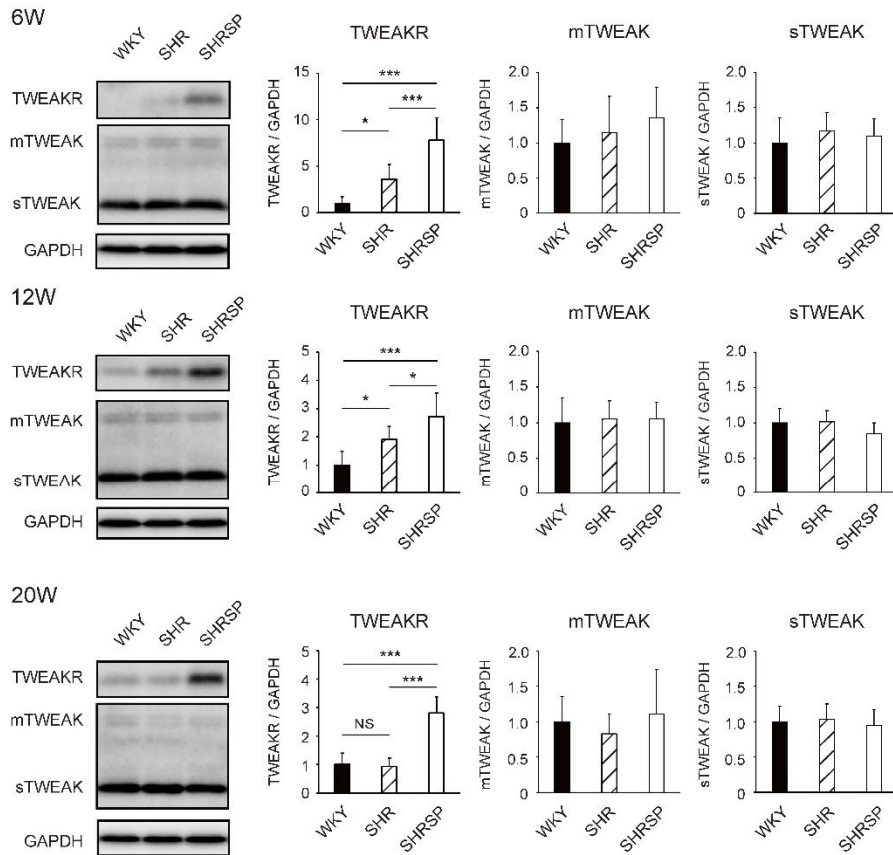 6W
WKY SHR SHRSP
TWEAKR
mTWEAK
sTWEAK
GAPDH
TWEAKR
TWEAKR / GAPDH
15
10
5
0
***
***
*
WKY SHR SHRSP
mTWEAK
mTWEAK / GAPDH
2.0
1.5
1.0
0.5
0
WKY SHR SHRSP
sTWEAK
sTWEAK / GAPDH
2.0
1.5
1.0
0.5
0
WKY SHR SHRSP
12W
WKY SHR SHRSP
TWEAKR
mTWEAK
sTWEΛK
GAPDH
TWEAKR
TWEAKR / GAPDH
5
4
3
2
1
0
***
*
*
WKY SHR SHRSP
mTWEAK
mTWEAK / GAPDH
2.0
1.5
1.0
0.5
0
WKY SHR SHRSP
sTWEAK
sTWEAK / GAPDH
2.0
1.5
1.0
0.5
0
WKY SHR SHRSP
20W
WKY SHR SHRSP
TWEAKR
mTWEAK
sTWEAK
GAPDH
TWEAKR
TWEAKR / GAPDH
5
4
3
2
1
0
***
***
NS
WKY SHR SHRSP
mTWEAK
mTWEAK / GAPDH
2.0
1.5
1.0
0.5
0
WKY SHR SHRSP
sTWEAK
sTWEAK / GAPDH
2.0
1.5
1.0
0.5
0
WKY SHR SHRSP